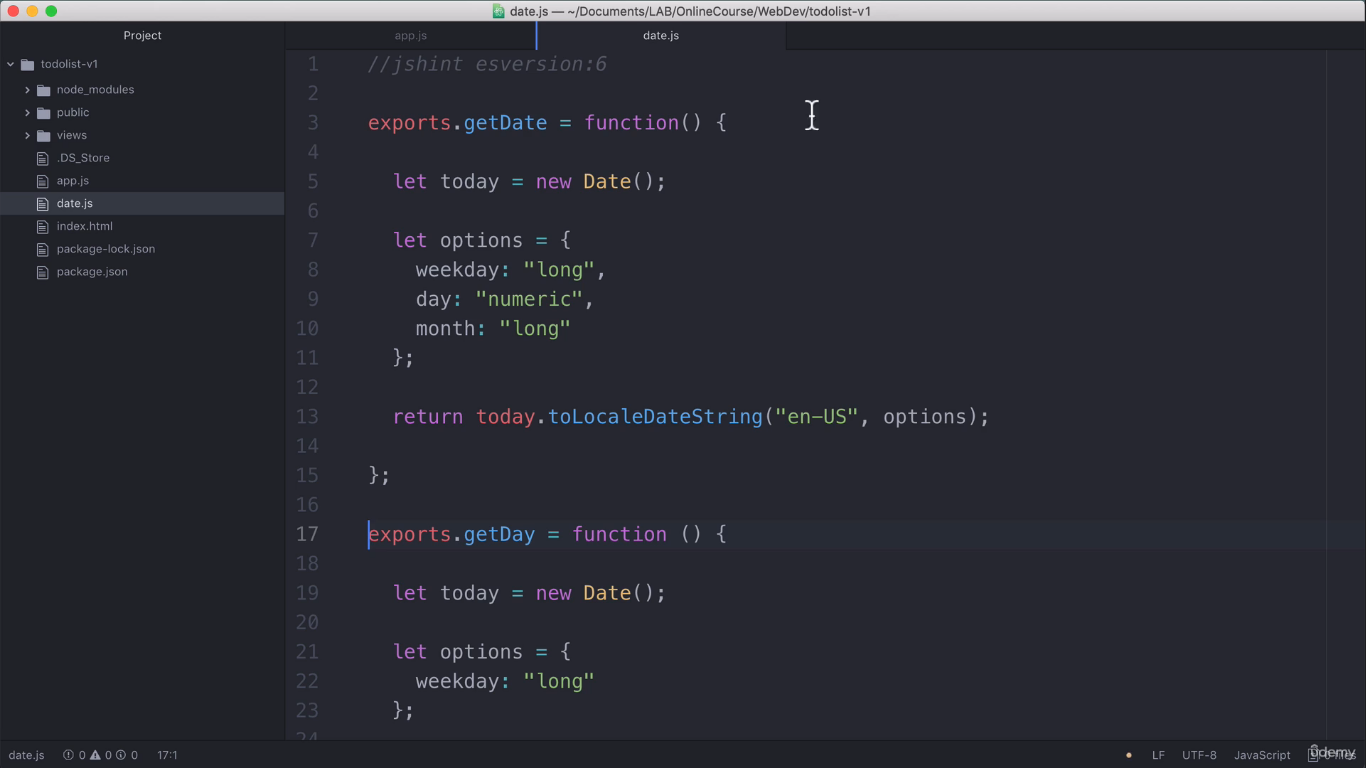 date.js — ~/Documents/LAB/OnlineCourse/WebDev/todolist-v1
Project
app.js
date.js
todolist-v1
node_modules
public
views
.DS_Store
app.js
date.js
index.html
package-lock.json
package.json
1 //jshint esversion:6
2
3 exports.getDate = function() {
4
5 let today = new Date();
6
7 let options = {
8 weekday: "long",
9 day: "numeric",
10 month: "long"
11 };
12
13 return today.toLocaleDateString("en-US", options);
14
15 };
16
17 exports.getDay = function () {
18
19 let today = new Date();
20
21 let options = {
22 weekday: "long"
23 };
24
date.js 0 0 0 17:1
LF UTF-8 JavaScript
files
ûdemy